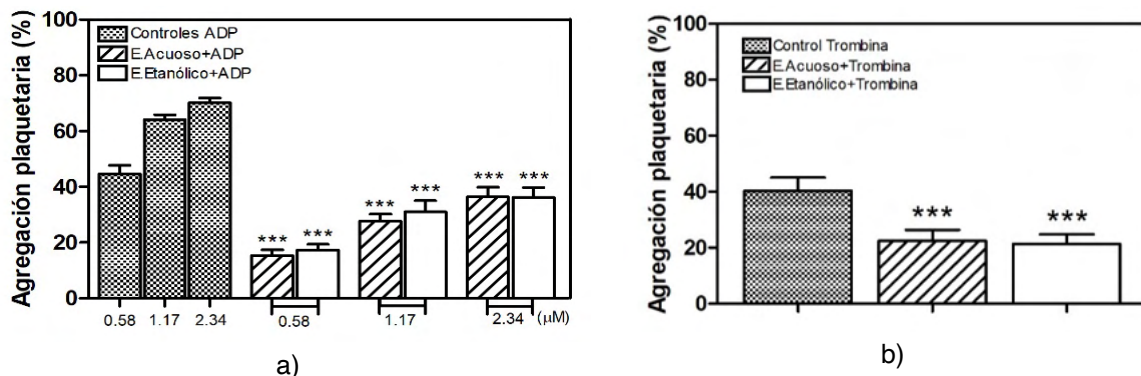 Agregación plaquetaria (%)
100
80
60
40
20
0
Controles ADP
E.Acuoso+ADP
E.Etanólico+ADP
*** *** *** *** *** ***
0.58 1.17 2.34 0.58 1.17 2.34 (µM)
a)
Agregación plaquetaria (%)
100
80
60
40
20
0
Control Trombina
E.Acuoso+Trombina
E.Etanólico+Trombina
*** ***
b)